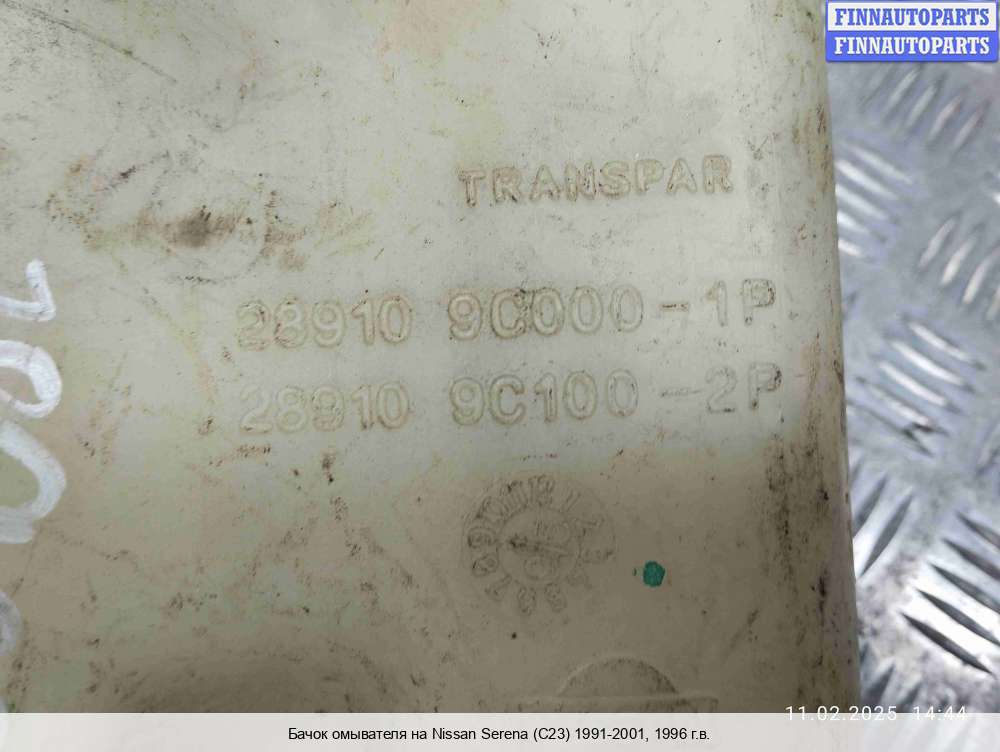 FINNAUTOPARTS
FINNAUTOPARTS
TRANSPAR
28910 9C000-1P
28910 9C100-2P
11.02.2025 14:44
Бачок омывателя на Nissan Serena (C23) 1991-2001, 1996 г.в.